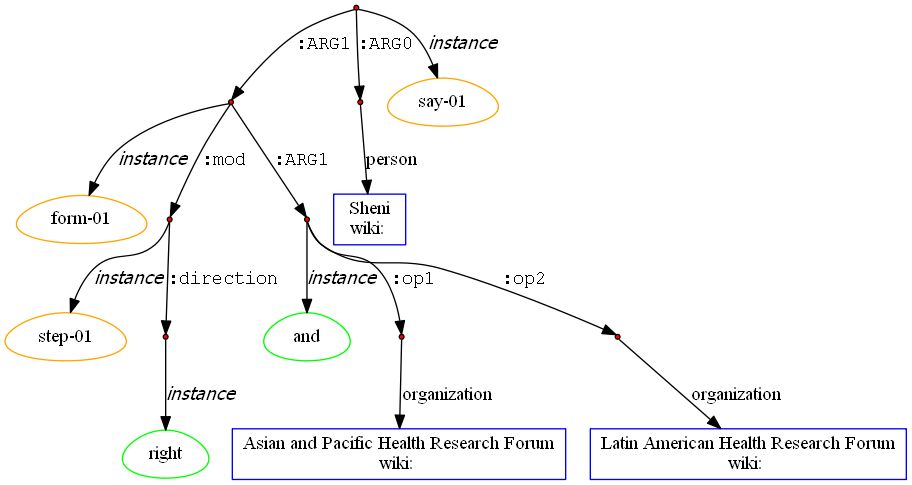 :ARG1 :ARG0 instance
say-01
instance :mod :ARG1 person
form-01
Sheni
wiki:
instance :direction instance :op1 :op2
step-01
and
instance organization organization
right
Asian and Pacific Health Research Forum
wiki:
Latin American Health Research Forum
wiki: